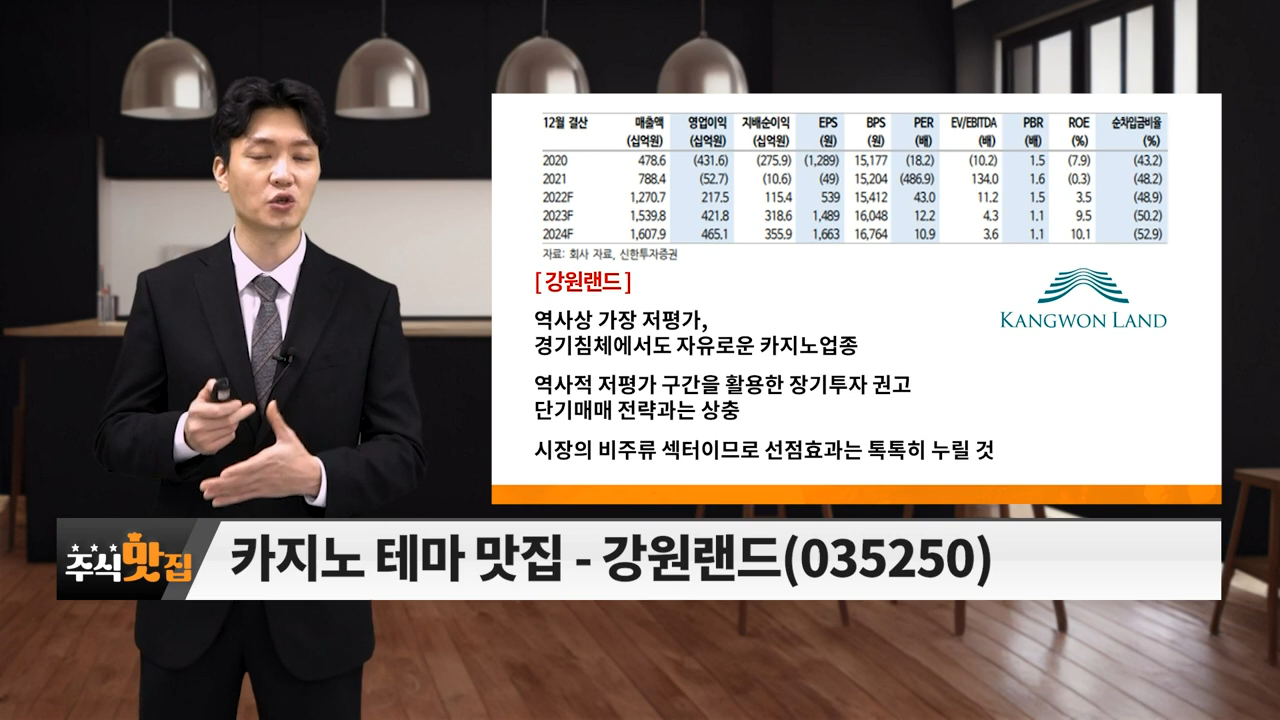 12월 결산 매출액 영업이익 지배순이익 EPS BPS PER EV/EBITDA PBR ROE 순차입금비율
(십억원) (십억원) (십억원) (원) (원) (배) (배) (배) (%) (%)
2020 478.6 (431.6) (275.9) (1,289) 15,177 (18.2) (10.2) 1.5 (7.9) (43.2)
2021 788.4 (52.7) (10.6) (49) 15,204 (486.9) 134.0 1.6 (0.3) (48.2)
2022F 1,270.7 217.5 115.4 539 15,412 43.0 11.2 1.5 3.5 (48.9)
2023F 1,539.8 421.8 318.6 1,489 16,048 12.2 4.3 1.1 9.5 (50.2)
2024F 1,607.9 465.1 355.9 1,663 16,764 10.9 3.6 1.1 10.1 (52.9)
자료: 회사 자료, 신한투자증권
[ 강원랜드 ]
KANGWON LAND
역사상 가장 저평가,
경기침체에서도 자유로운 카지노업종
역사적 저평가 구간을 활용한 장기투자 권고
단기매매 전략과는 상충
시장의 비주류 섹터이므로 선점효과는 톡톡히 누릴 것
주식맛집
카지노 테마 맛집 - 강원랜드(035250)